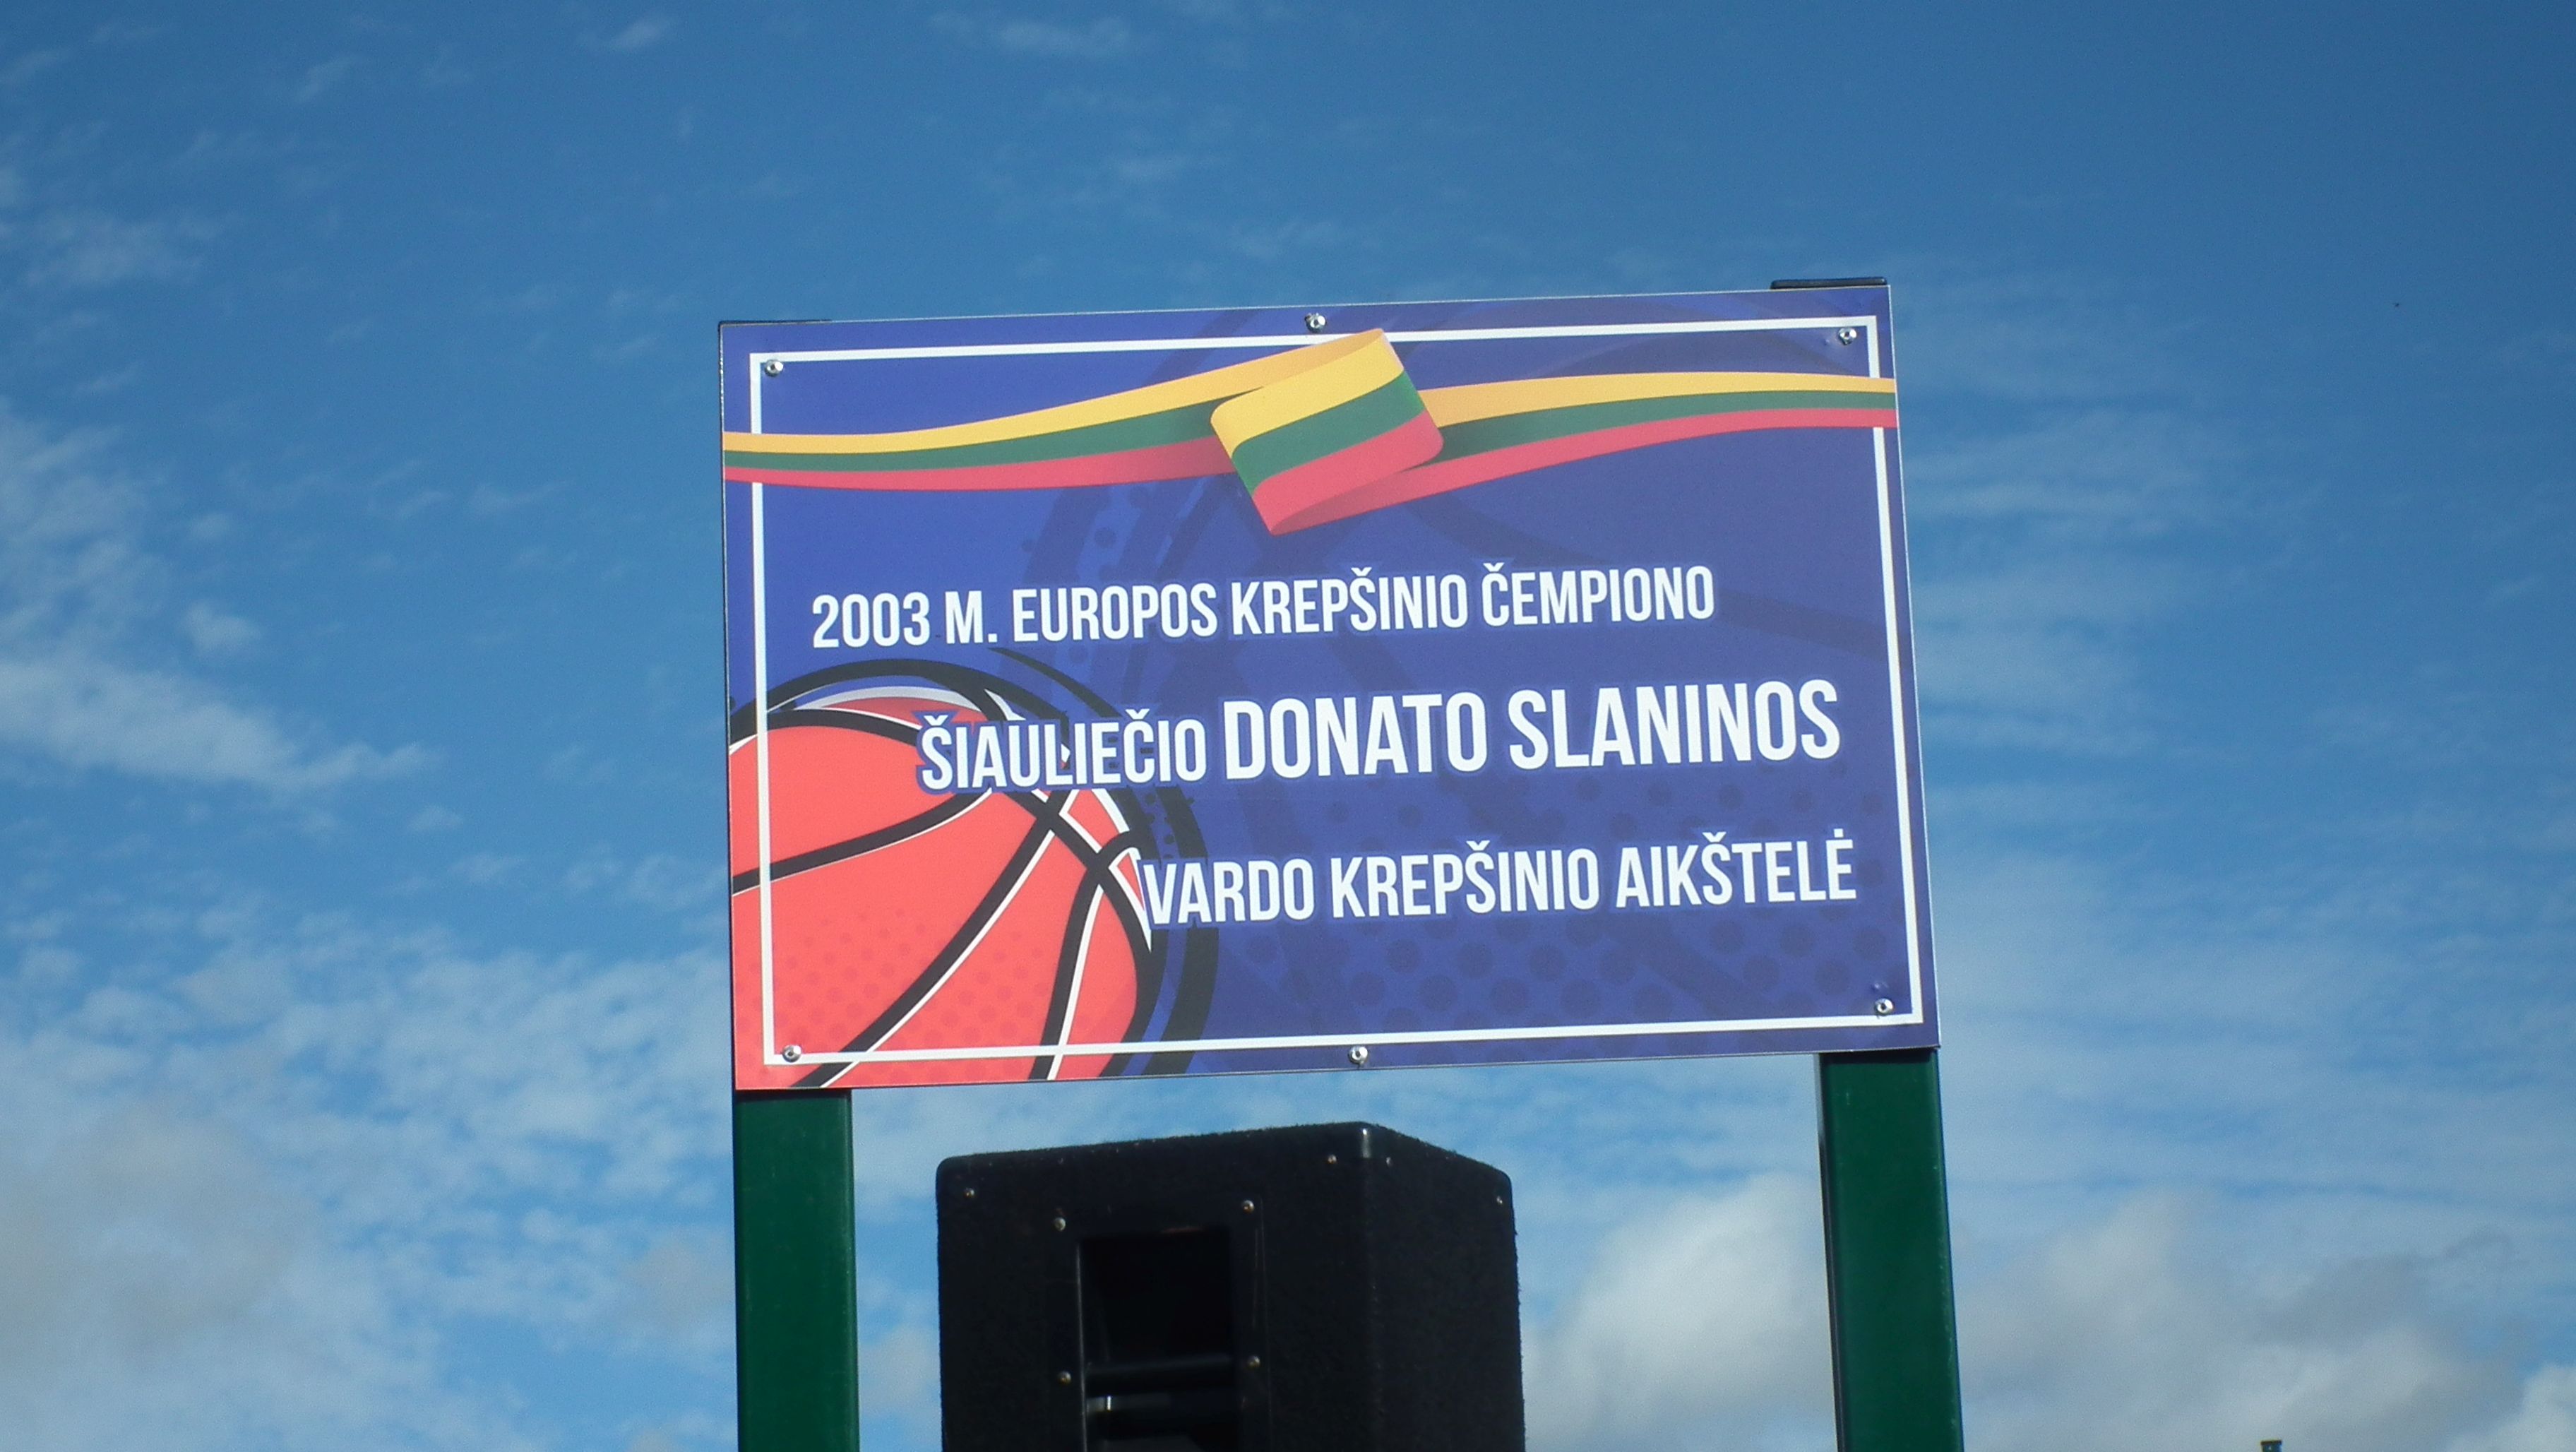 2003 M. EUROPOS KREPŠINIO ČEMPIONO
ŠIAULIEČIO DONATO SLANINOS
VARDO KREPŠINIO AIKŠTELĖ